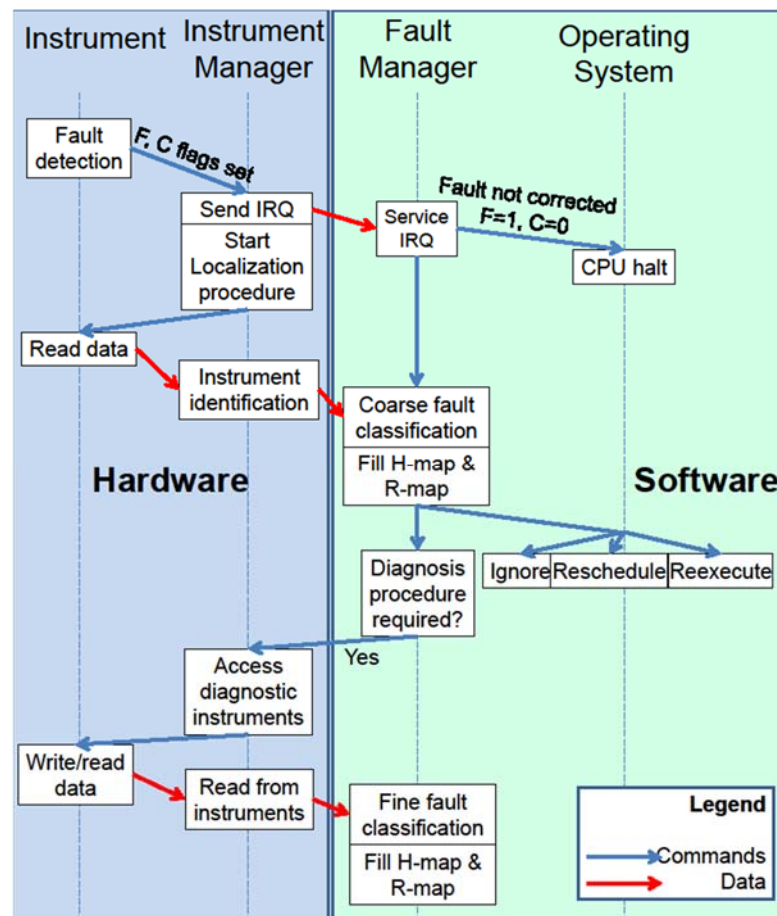 Instrument
Instrument
Manager
Fault
Manager
Operating
System
Fault
detection
F, C flags set
Send IRQ
Start
Localization
procedure
Service
IRQ
Fault not corrected
F=1, C=0
CPU halt
Read data
Instrument
identification
Coarse fault
classification
Fill H-map &
R-map
Hardware
Software
Diagnosis
procedure
required?
Ignore
Reschedule
Reexecute
Yes
Access
diagnostic
instruments
Write/read
data
Read from
instruments
Fine fault
classification
Fill H-map &
R-map
Legend
Commands
Data